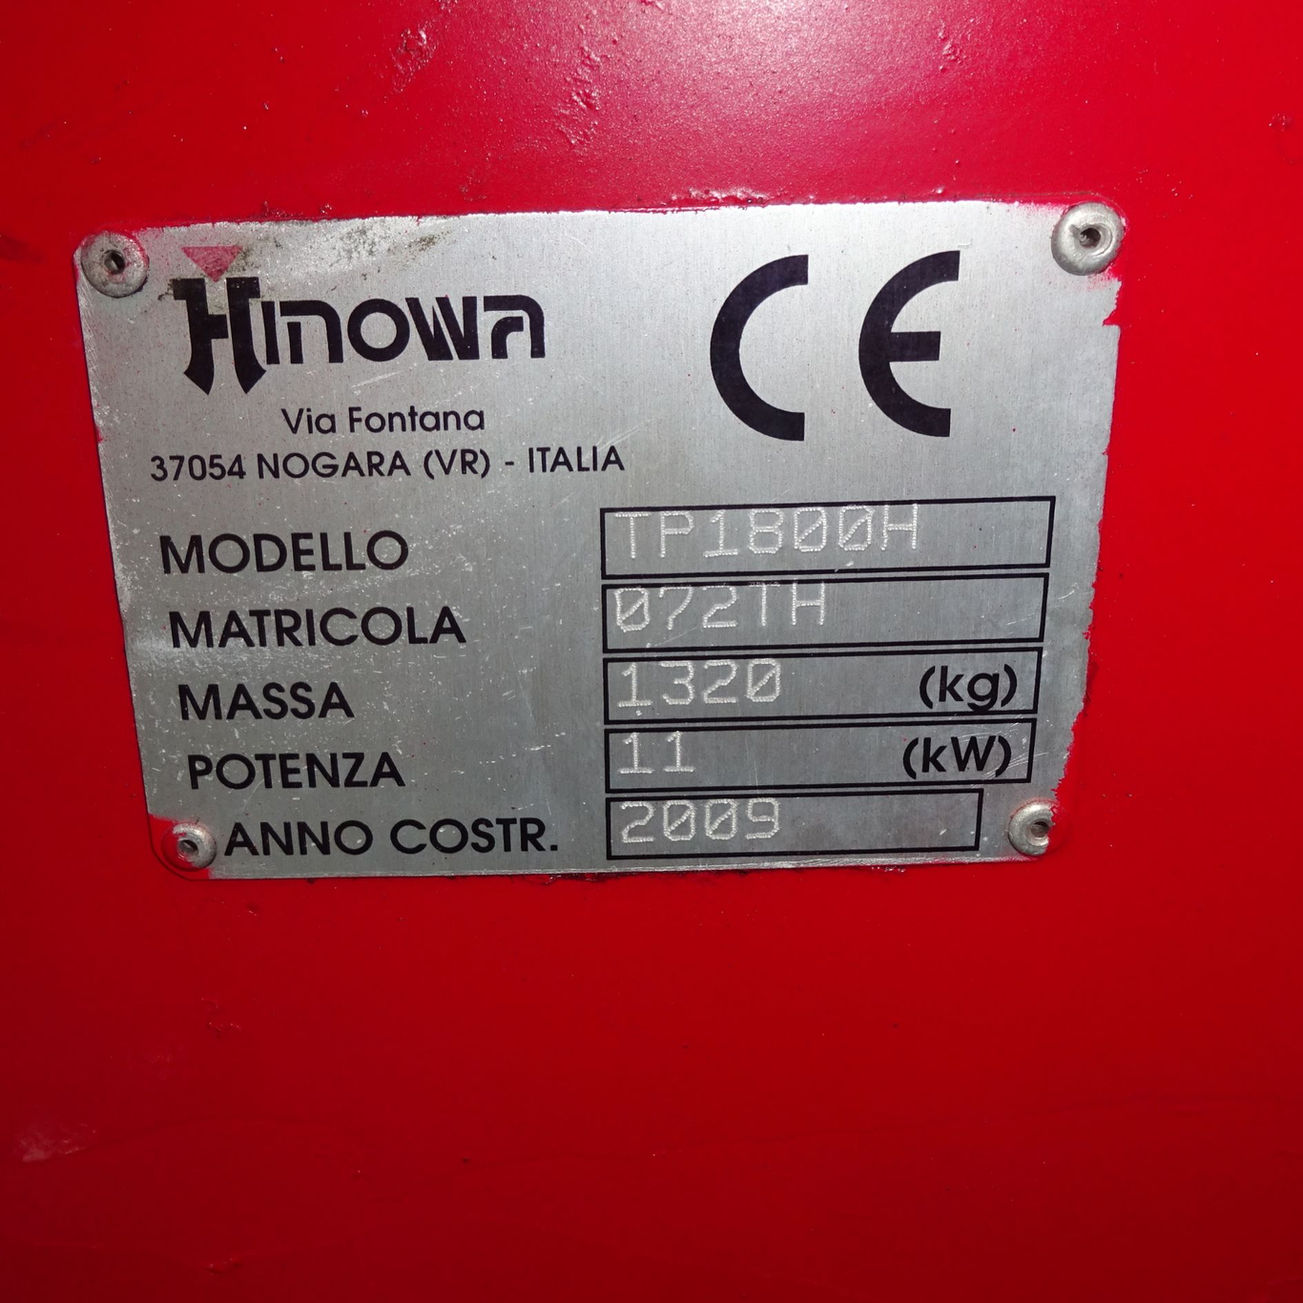 Hinowa
CE
Via Fontana
37054 NOGARA (VR) - ITALIA
MODELLO TP1800H
MATRICOLA 072TH
MASSA 1320 (kg)
POTENZA 11 (kW)
ANNO COSTR. 2009